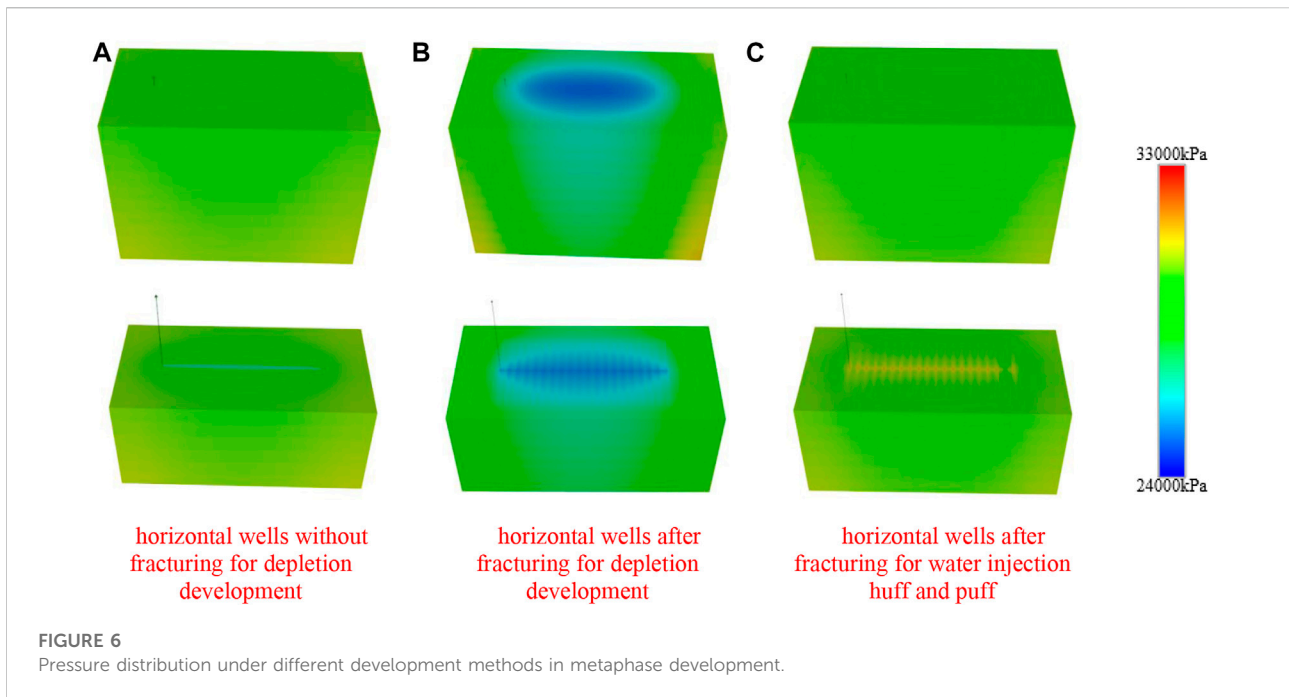 A
B
C
33000kPa
24000kPa
horizontal wells without
fracturing for depletion
development
horizontal wells after
fracturing for depletion
development
horizontal wells after
fracturing for water injection
huff and puff
FIGURE 6
Pressure distribution under different development methods in metaphase development.